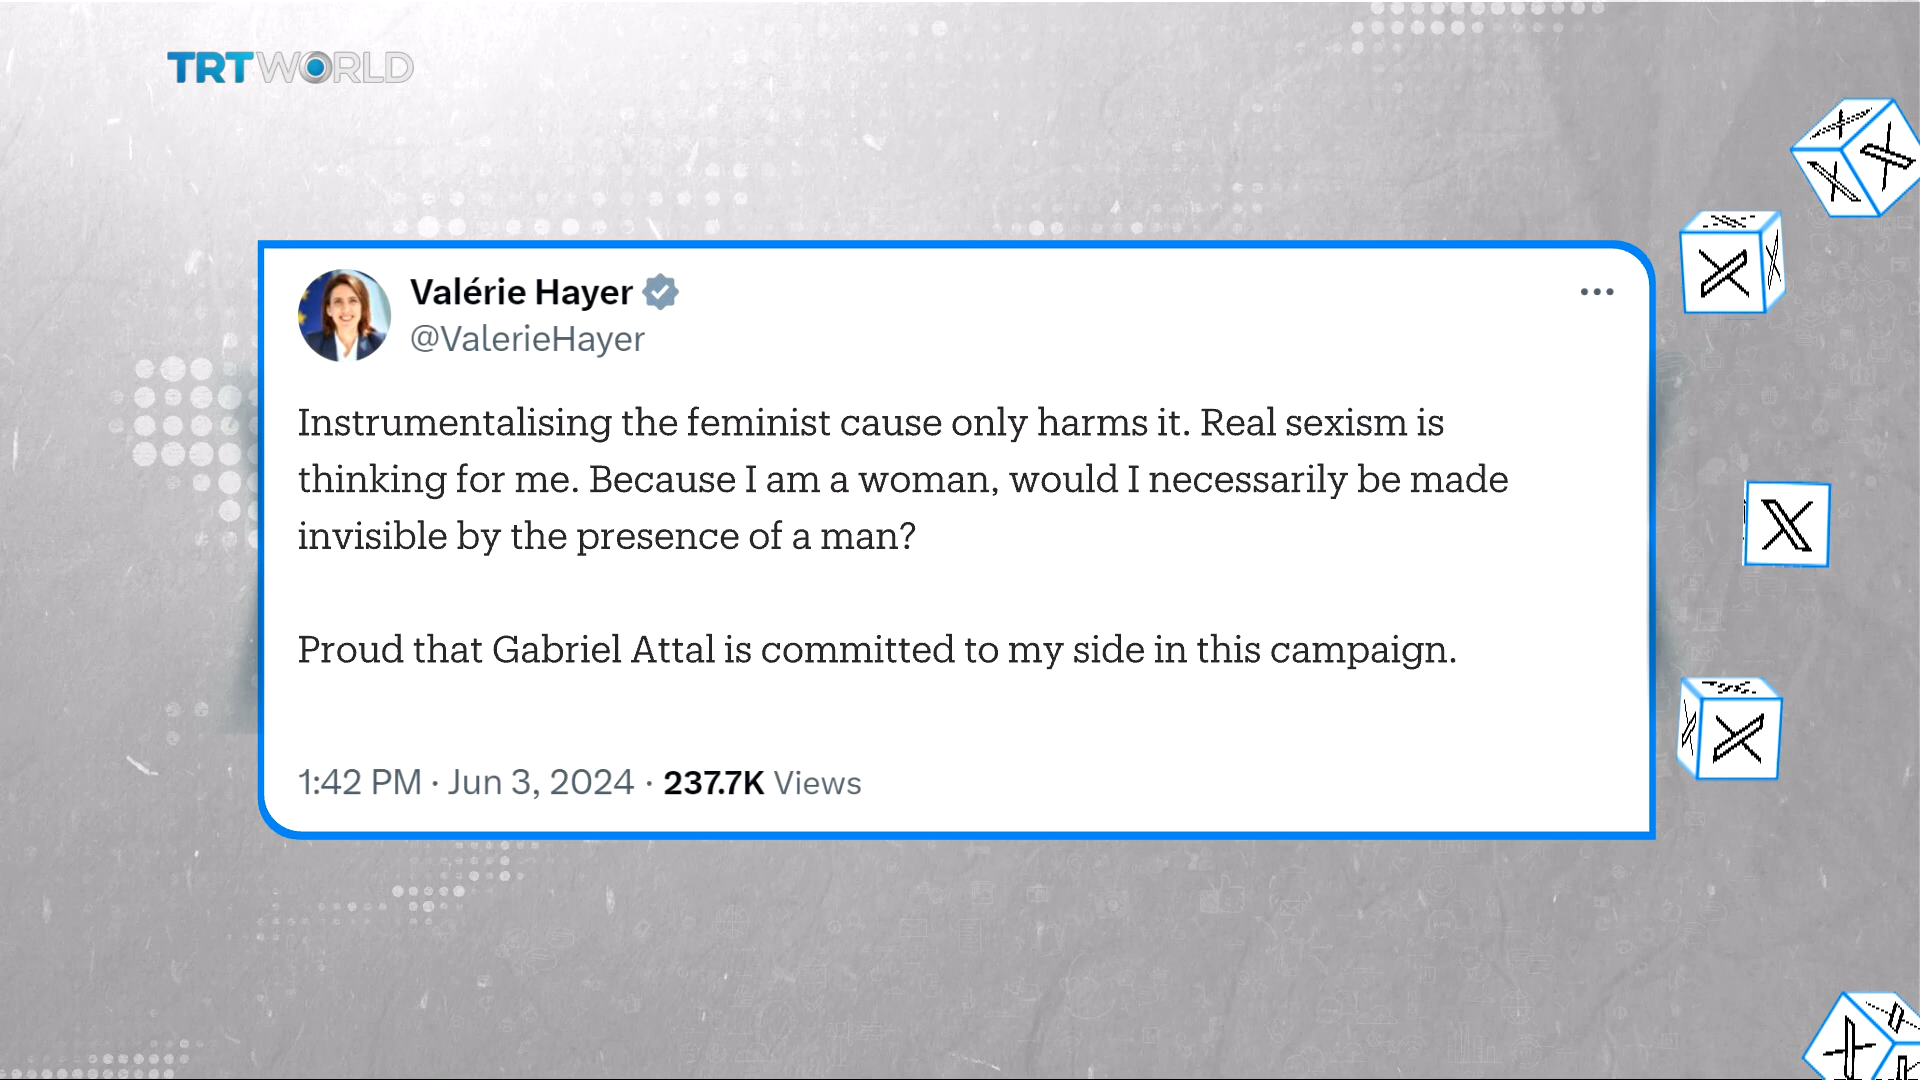 TRT WORLD
Valérie Hayer
@ValerieHayer
Instrumentalising the feminist cause only harms it. Real sexism is
thinking for me. Because I am a woman, would I necessarily be made
invisible by the presence of a man?
Proud that Gabriel Attal is committed to my side in this campaign.
1:42 PM · Jun 3, 2024 · 237.7K Views